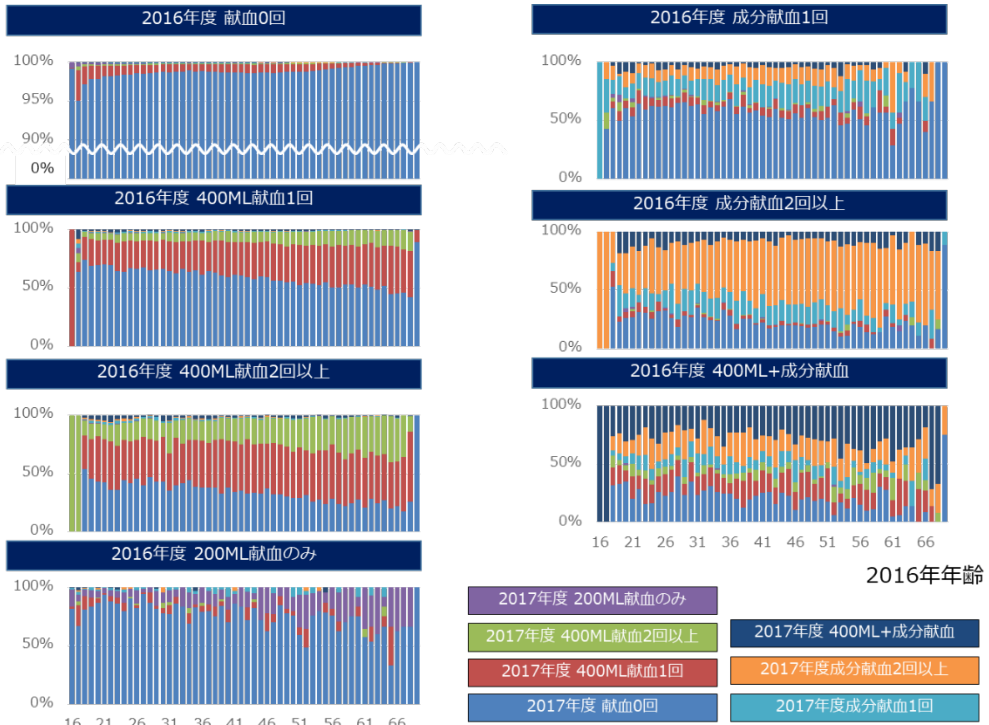 2016年度 献血0回
100%
95%
90%
0%
2016年度 400ML献血1回
100%
50%
0%
2016年度 400ML献血2回以上
100%
50%
0%
2016年度 200ML献血のみ
100%
50%
0%
16 21 26 31 36 41 46 51 56 61 66
2016年度 成分献血1回
100%
50%
0%
2016年度 成分献血2回以上
100%
50%
0%
2016年度 400ML+成分献血
100%
50%
0%
16 21 26 31 36 41 46 51 56 61 66
2016年年齢
2017年度 200ML献血のみ
2017年度 400ML献血2回以上
2017年度 400ML献血1回
2017年度 献血0回
2017年度 400ML+成分献血
2017年度成分献血2回以上
2017年度成分献血1回